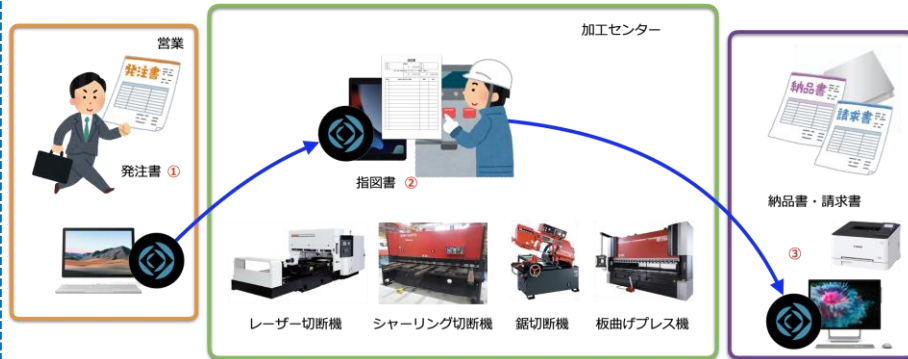 営業
発注書
発注書 ①
加工センター
指図書 ②
レーザー切断機
シャーリング切断機
鋸切断機
板曲げプレス機
納品書
請求書
納品書・請求書
③